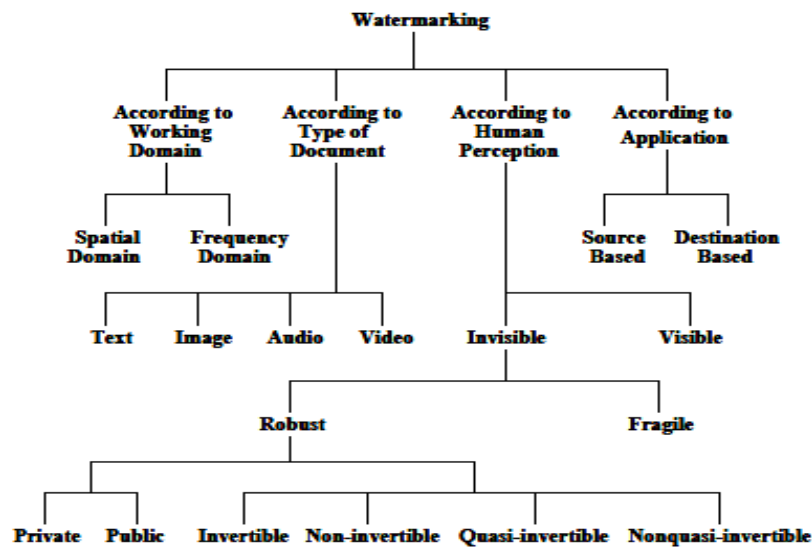 Watermarking
According to
Working
Domain
According to
Type of
Document
According to
Human
Perception
According to
Application
Spatial
Domain
Frequency
Domain
Source
Based
Destination
Based
Text
Image
Audio
Video
Invisible
Visible
Robust
Fragile
Private
Public
Invertible
Non-invertible
Quasi-invertible
Nonquasi-invertible